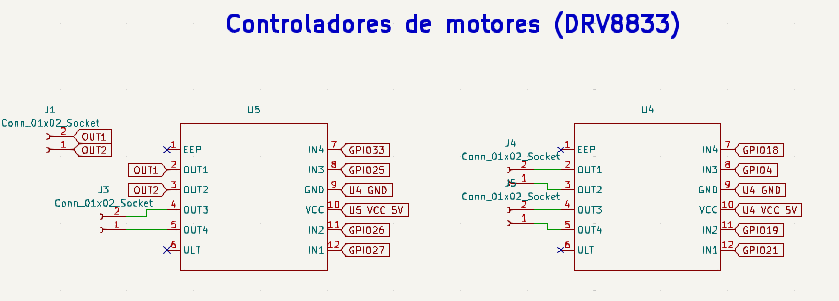 Controladores de motores (DRV8833)
J1
Conn_01x02_Socket
2 OUT1
1 OUT2
J3
Conn_01x02_Socket
2
1
U5
1 EEP IN4 7 GPIO33
OUT1 2 OUT1 IN3 8 GPIO25
OUT2 3 OUT2 GND 9 U4 GND
4 OUT3 VCC 10 U5 VCC 5V
5 OUT4 IN2 11 GPIO26
6 ULT IN1 12 GPIO27
J4
Conn_01x02_Socket
2
1
J5
Conn_01x02_Socket
2
1
U4
1 EEP IN4 7 GPIO18
2 OUT1 IN3 8 GPIO4
3 OUT2 GND 9 U4 GND
4 OUT3 VCC 10 U4 VCC 5V
5 OUT4 IN2 11 GPIO19
6 ULT IN1 12 GPIO21